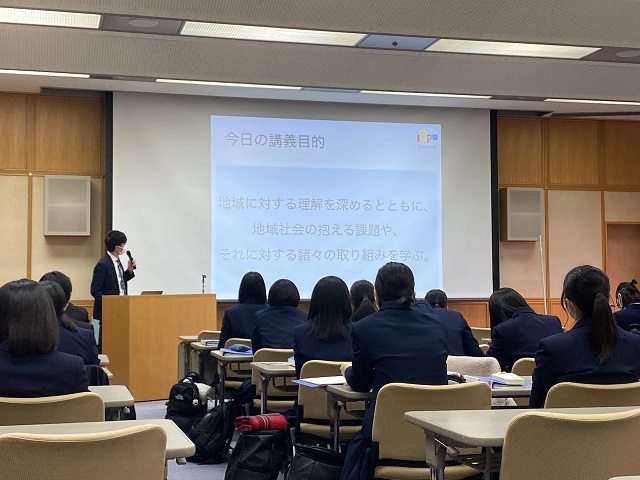 今日の講義目的
ippo
地域に対する理解を深めるとともに、
地域社会の抱える課題や、
それに対する諸々の取り組みを学ぶ。